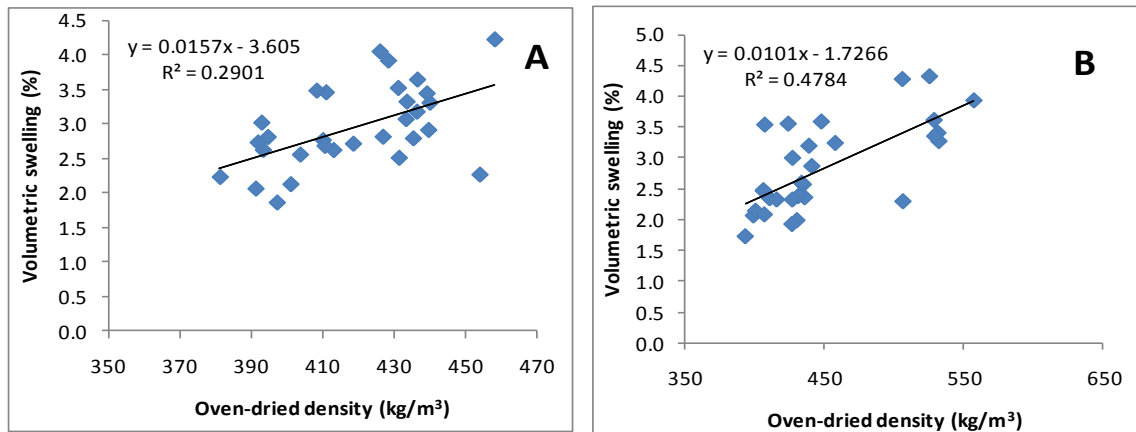 y = 0.0157x - 3.605
R² = 0.2901
A
Volumetric swelling (%)
4.5
4.0
3.5
3.0
2.5
2.0
1.5
1.0
0.5
0.0
350 370 390 410 430 450 470
Oven-dried density (kg/m³)
y = 0.0101x - 1.7266
R² = 0.4784
B
Volumetric swelling (%)
5.0
4.5
4.0
3.5
3.0
2.5
2.0
1.5
1.0
0.5
0.0
350 450 550 650
Oven-dried density (kg/m³)